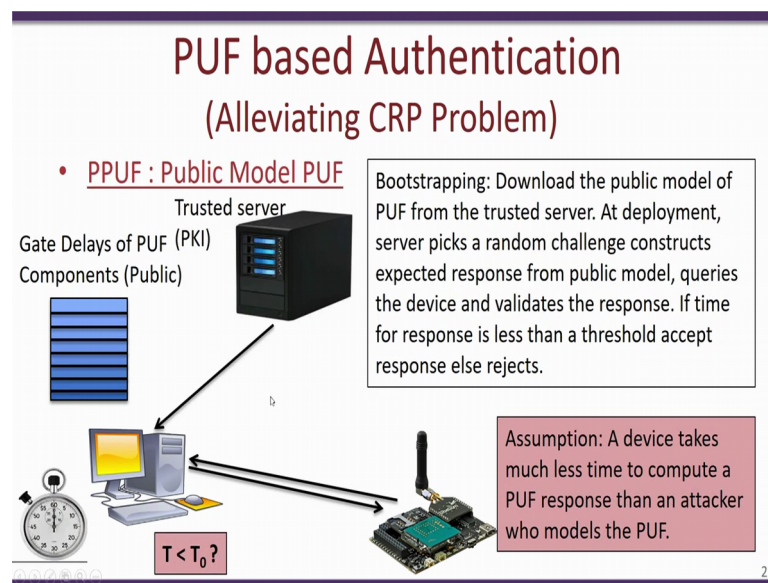 PUF based Authentication
(Alleviating CRP Problem)
• PPUF : Public Model PUF
Trusted server
(PKI)
Gate Delays of PUF
Components (Public)
Bootstrapping: Download the public model of
PUF from the trusted server. At deployment,
server picks a random challenge constructs
expected response from public model, queries
the device and validates the response. If time
for response is less than a threshold accept
response else rejects.
Assumption: A device takes
much less time to compute a
PUF response than an attacker
who models the PUF.
T < T₀ ?
2